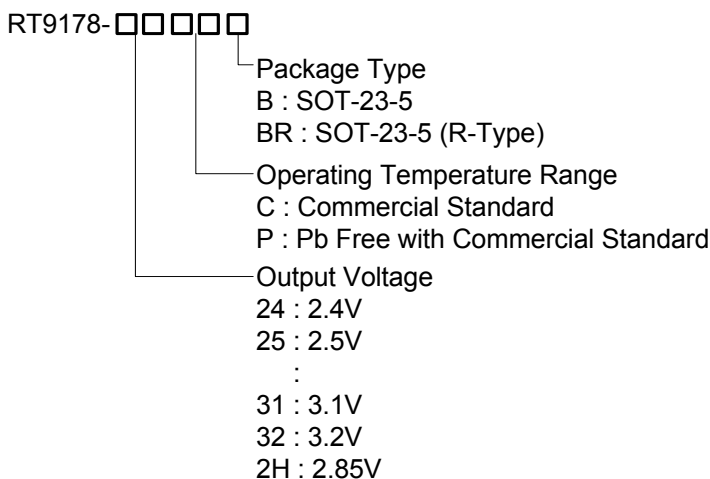 RT9178-□□□□□
Package Type
B : SOT-23-5
BR : SOT-23-5 (R-Type)
Operating Temperature Range
C : Commercial Standard
P : Pb Free with Commercial Standard
Output Voltage
24 : 2.4V
25 : 2.5V
:
31 : 3.1V
32 : 3.2V
2H : 2.85V